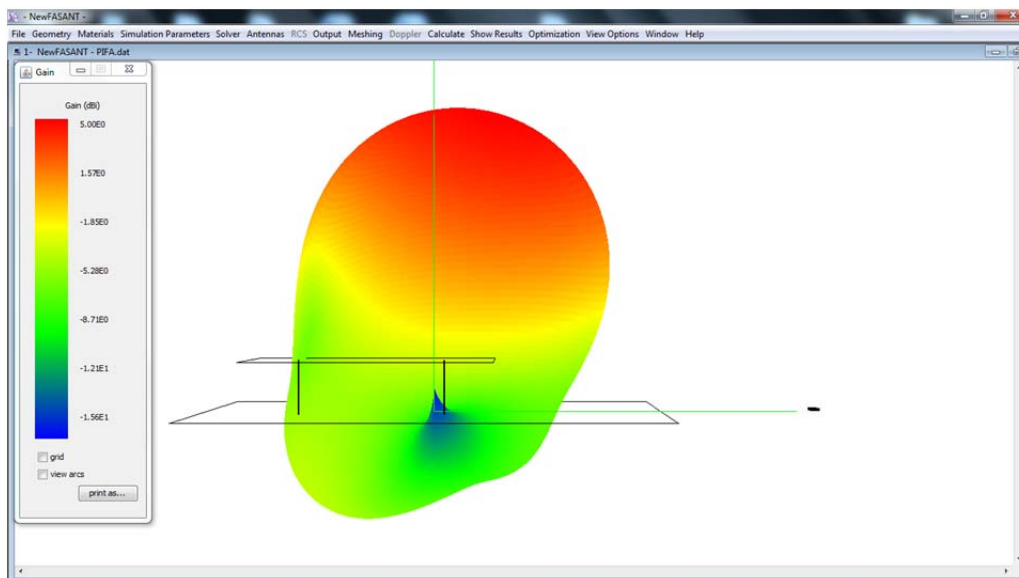 - NewFASANT -
File Geometry Materials Simulation Parameters Solver Antennas RCS Output Meshing Doppler Calculate Show Results Optimization View Options Window Help
1- NewFASANT - PIFA.dat
Gain
Gain (dBi)
5.00E0
1.57E0
-1.85E0
-5.28E0
-8.71E0
-1.21E1
-1.56E1
grid
view arcs
print as...